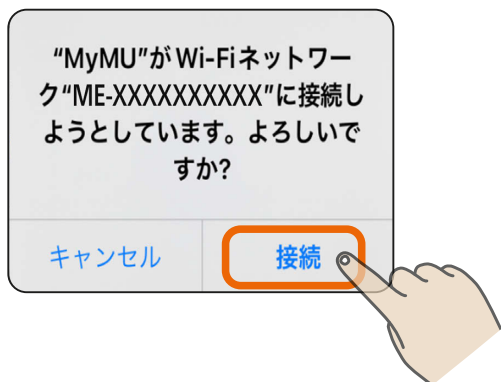 “MyMU”がWi-Fiネットワー
ク“ME-XXXXXXXXXX”に接続し
ようとしています。よろしいで
すか?
キャンセル 接続